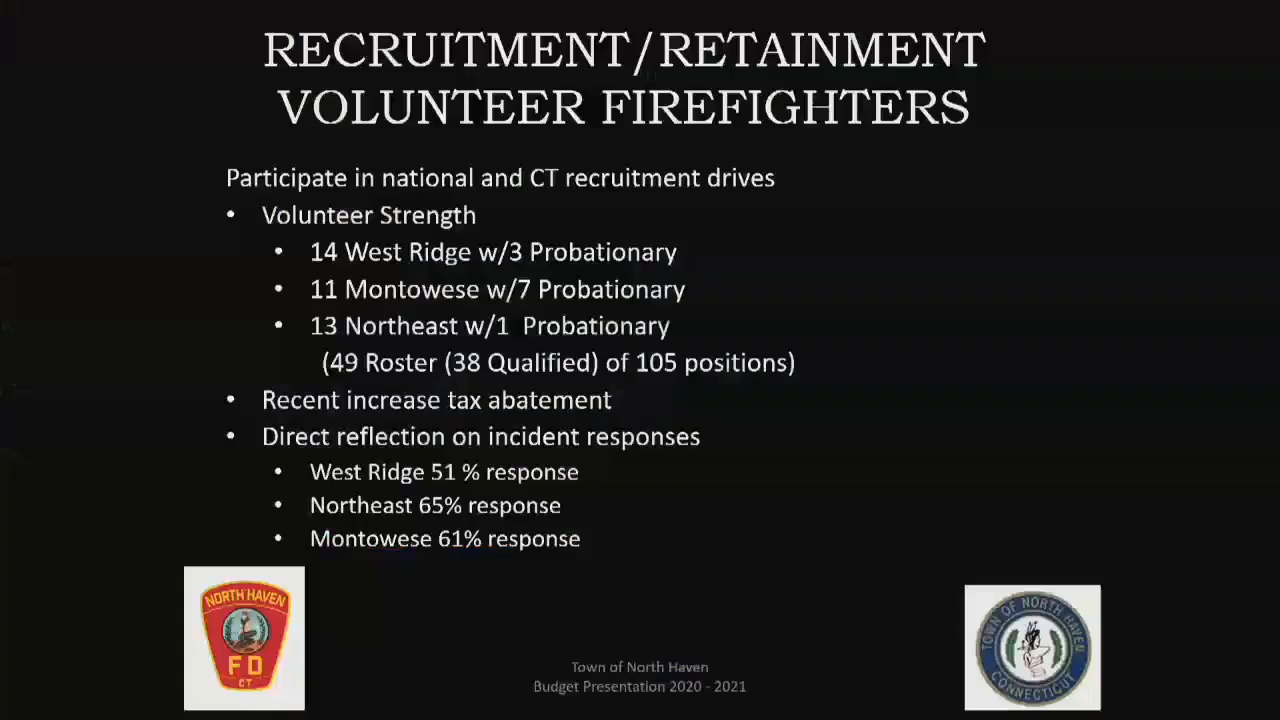 RECRUITMENT/RETAINMENT
VOLUNTEER FIREFIGHTERS
Participate in national and CT recruitment drives
• Volunteer Strength
• 14 West Ridge w/3 Probationary
• 11 Montowese w/7 Probationary
• 13 Northeast w/1 Probationary
(49 Roster (38 Qualified) of 105 positions)
• Recent increase tax abatement
• Direct reflection on incident responses
• West Ridge 51 % response
• Northeast 65% response
• Montowese 61% response
NORTH HAVEN
FD
CT
TOWN OF NORTH HAVEN
CONNECTICUT
Town of North Haven
Budget Presentation 2020 - 2021